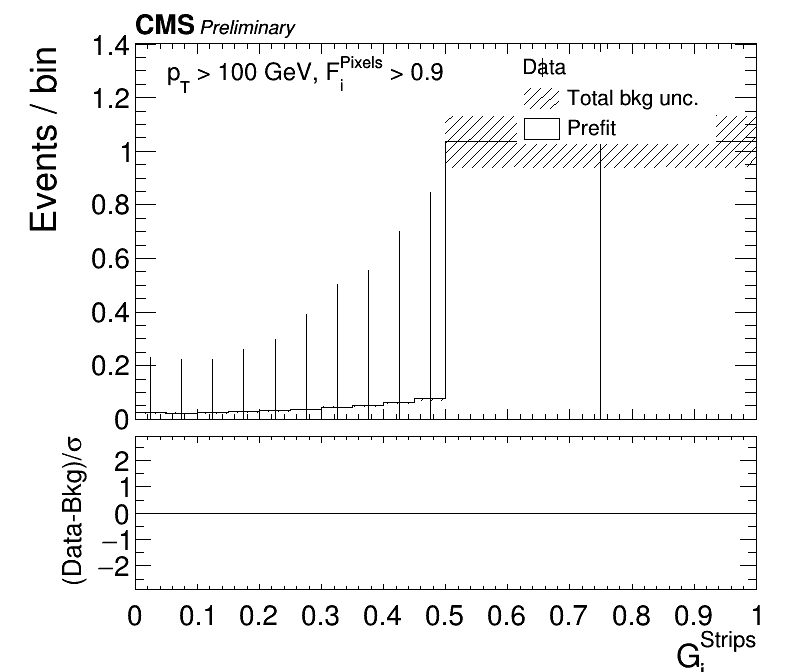 CMS Preliminary
p_T > 100 GeV, F_i^Pixels > 0.9
Data
Total bkg unc.
Prefit
Events / bin
1.4
1.2
1
0.8
0.6
0.4
0.2
0
(Data-Bkg)/σ
2
1
0
−1
−2
0 0.1 0.2 0.3 0.4 0.5 0.6 0.7 0.8 0.9 1
G_i^Strips